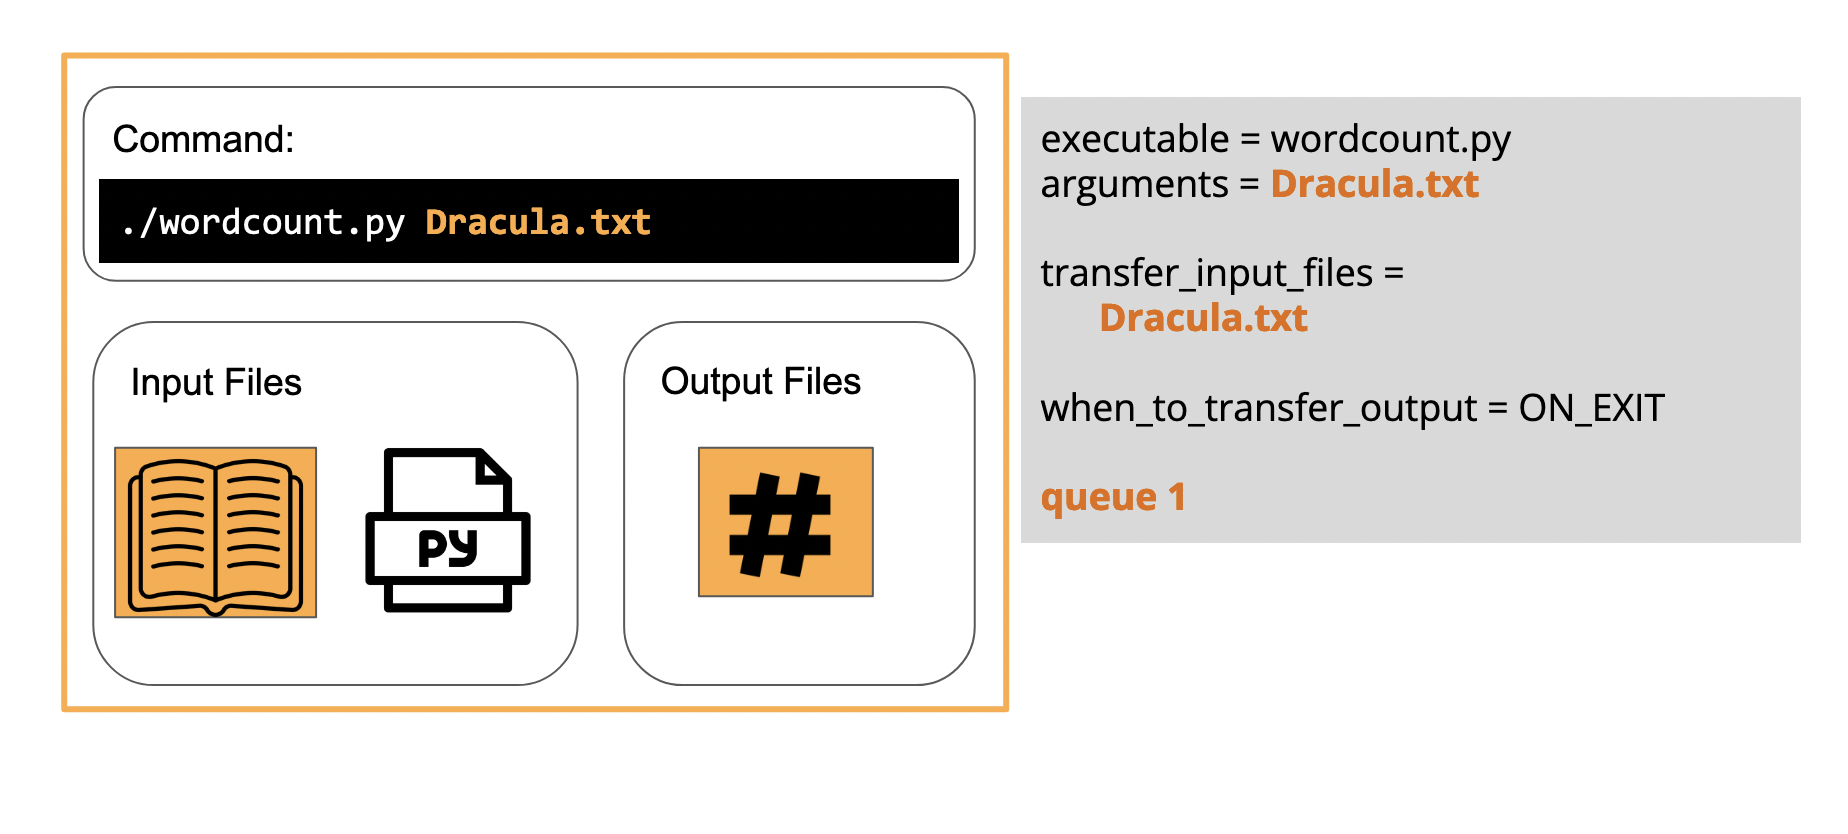 Command:
./wordcount.py Dracula.txt
Input Files
PY
Output Files
#
executable = wordcount.py
arguments = Dracula.txt
transfer_input_files =
Dracula.txt
when_to_transfer_output = ON_EXIT
queue 1